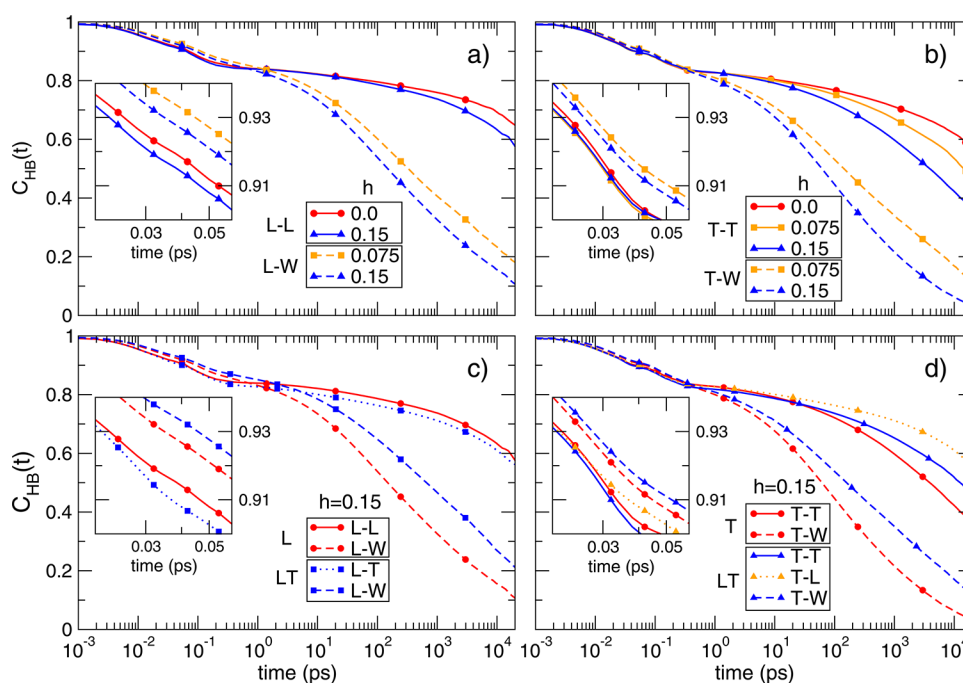 a)
b)
1
0.8
0.6
0.4
0.2
0
C_HB(t)
0.93
0.91
0.03 0.05
time (ps)
h
L-L
0.0
0.15
L-W
0.075
0.15
0.93
0.91
0.03 0.05
time (ps)
h
T-T
0.0
0.075
0.15
T-W
0.075
0.15
c)
d)
1
0.8
0.6
0.4
0.2
0
C_HB(t)
0.93
0.91
0.03 0.05
time (ps)
h=0.15
L
L-L
L-W
LT
L-T
L-W
0.93
0.91
0.03 0.05
time (ps)
h=0.15
T
T-T
T-W
LT
T-T
T-L
T-W
10^-3 10^-2 10^-1 10^0 10^1 10^2 10^3 10^4
time (ps)
10^-3 10^-2 10^-1 10^0 10^1 10^2 10^3 10^4
time (ps)